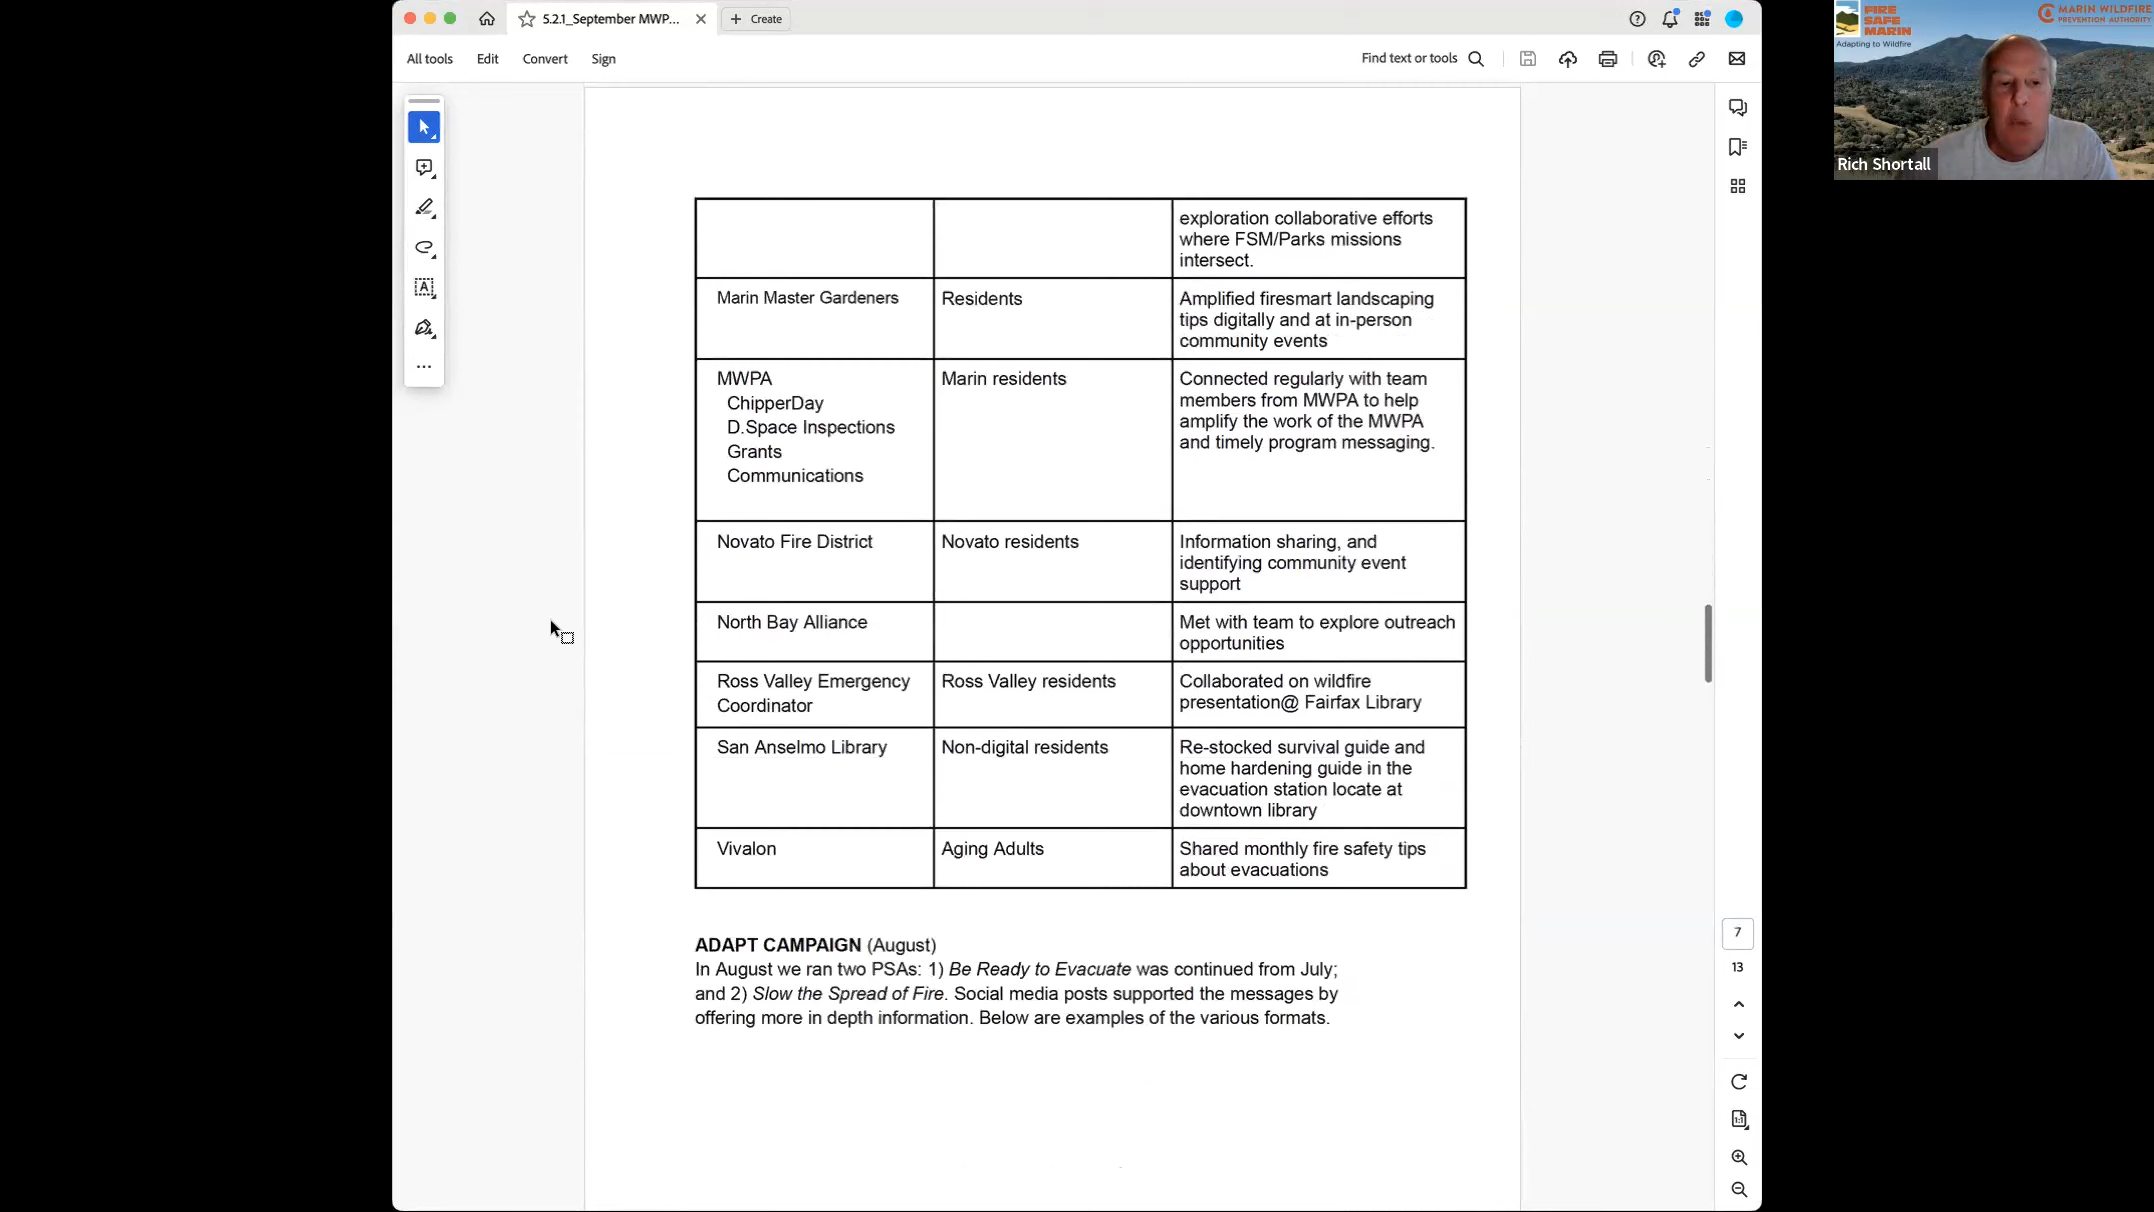 5.2.1_September MWP...
Create
All tools
Edit
Convert
Sign
Find text or tools
FIRE
SAFE
MARIN
Adapting to Wildfire
MARIN WILDFIRE
PREVENTION AUTHORITY
Rich Shortall
exploration collaborative efforts
where FSM/Parks missions
intersect.
Marin Master Gardeners
Residents
Amplified firesmart landscaping
tips digitally and at in-person
community events
MWPA
ChipperDay
D.Space Inspections
Grants
Communications
Marin residents
Connected regularly with team
members from MWPA to help
amplify the work of the MWPA
and timely program messaging.
Novato Fire District
Novato residents
Information sharing, and
identifying community event
support
North Bay Alliance
Met with team to explore outreach
opportunities
Ross Valley Emergency
Coordinator
Ross Valley residents
Collaborated on wildfire
presentation@ Fairfax Library
San Anselmo Library
Non-digital residents
Re-stocked survival guide and
home hardening guide in the
evacuation station locate at
downtown library
Vivalon
Aging Adults
Shared monthly fire safety tips
about evacuations
ADAPT CAMPAIGN (August)
In August we ran two PSAs: 1) Be Ready to Evacuate was continued from July;
and 2) Slow the Spread of Fire. Social media posts supported the messages by
offering more in depth information. Below are examples of the various formats.
7
13